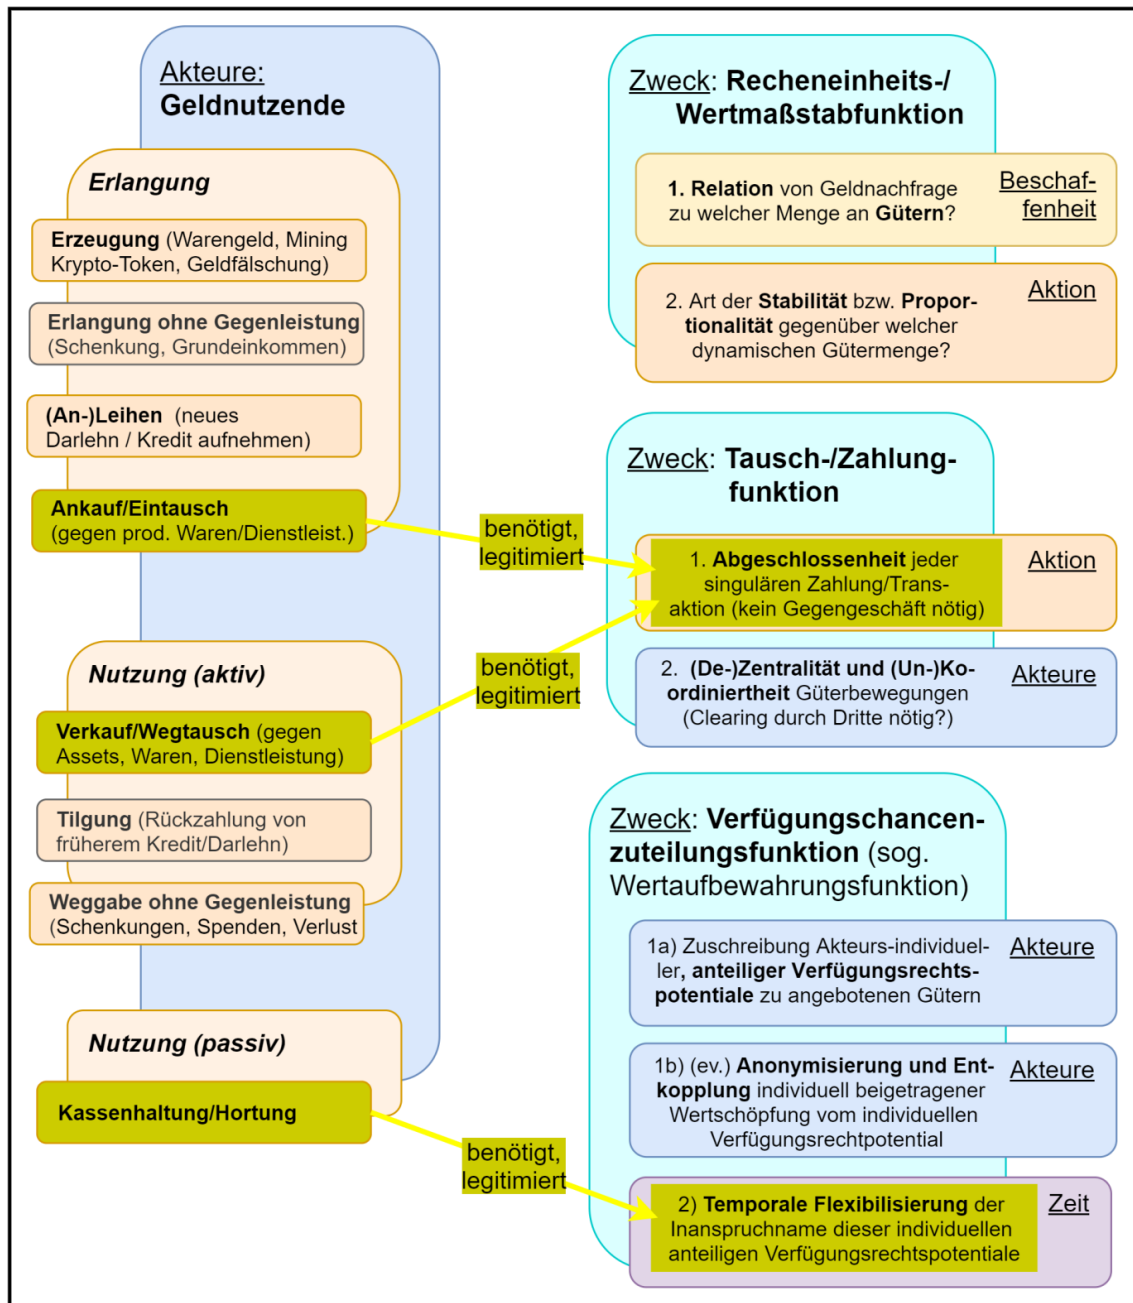 Akteure:
Geldnutzende
Erlangung
Erzeugung (Warengeld, Mining
Krypto-Token, Geldfälschung)
Erlangung ohne Gegenleistung
(Schenkung, Grundeinkommen)
(An-)Leihen (neues
Darlehn / Kredit aufnehmen)
Ankauf/Eintausch
(gegen prod. Waren/Dienstleist.)
Nutzung (aktiv)
Verkauf/Wegtausch (gegen
Assets, Waren, Dienstleistung)
Tilgung (Rückzahlung von
früherem Kredit/Darlehn)
Weggabe ohne Gegenleistung
(Schenkungen, Spenden, Verlust
Nutzung (passiv)
Kassenhaltung/Hortung
benötigt,
legitimiert
benötigt,
legitimiert
benötigt,
legitimiert
Zweck: Recheneinheits-/
Wertmaßstabfunktion
1. Relation von Geldnachfrage
zu welcher Menge an Gütern?
Beschaf-
fenheit
2. Art der Stabilität bzw. Propor-
tionalität gegenüber welcher
dynamischen Gütermenge?
Aktion
Zweck: Tausch-/Zahlung-
funktion
1. Abgeschlossenheit jeder
singulären Zahlung/Trans-
aktion (kein Gegengeschäft nötig)
Aktion
2. (De-)Zentralität und (Un-)Ko-
ordiniertheit Güterbewegungen
(Clearing durch Dritte nötig?)
Akteure
Zweck: Verfügungschancen-
zuteilungsfunktion (sog.
Wertaufbewahrungsfunktion)
1a) Zuschreibung Akteurs-individuel-
ler, anteiliger Verfügungsrechts-
potentiale zu angebotenen Gütern
Akteure
1b) (ev.) Anonymisierung und Ent-
kopplung individuell beigetragener
Wertschöpfung vom individuellen
Verfügungsrechtpotential
Akteure
2) Temporale Flexibilisierung der
Inanspruchname dieser individuellen
anteiligen Verfügungsrechtspotentiale
Zeit